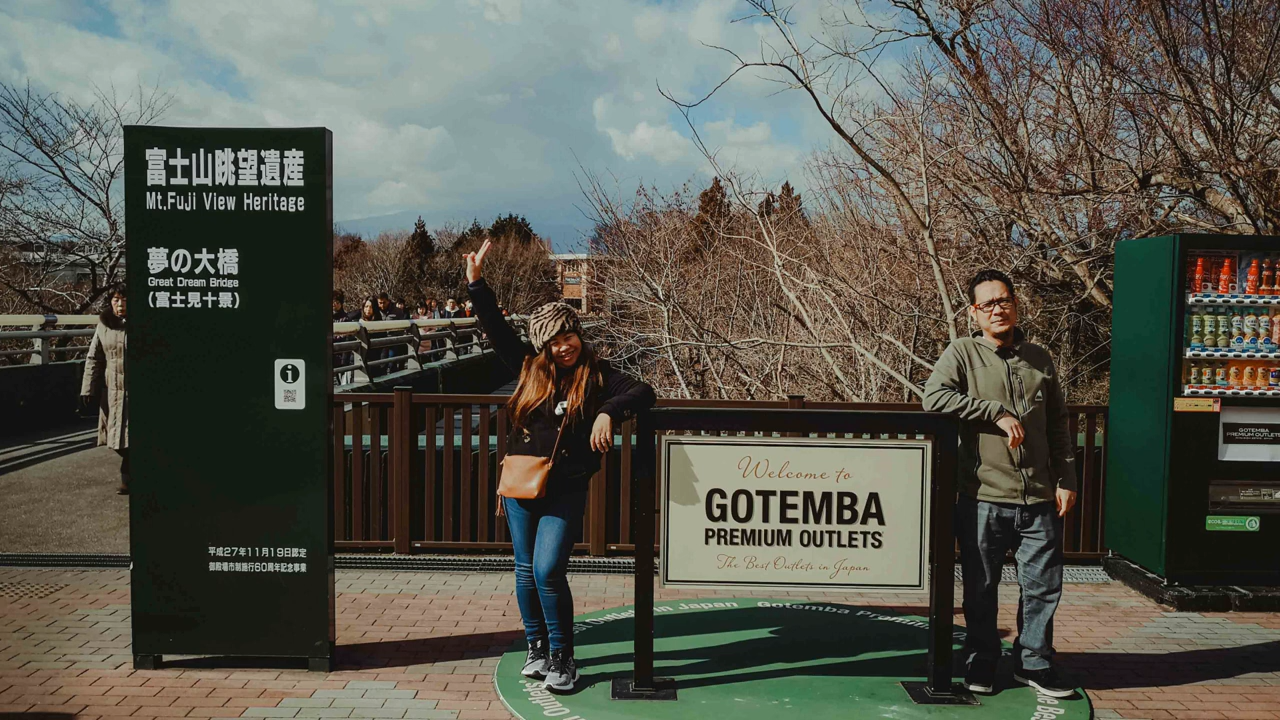 富士山眺望遺産
Mt.Fuji View Heritage
夢の大橋
Great Dream Bridge
(富士見十景)
i
平成27年11月19日認定
御殿場市制施行60周年記念事業
Welcome to
GOTEMBA
PREMIUM OUTLETS
The Best Outlets in Japan
in Japan
Gotemba
GOTEMBA
PREMIUM OUTLETS